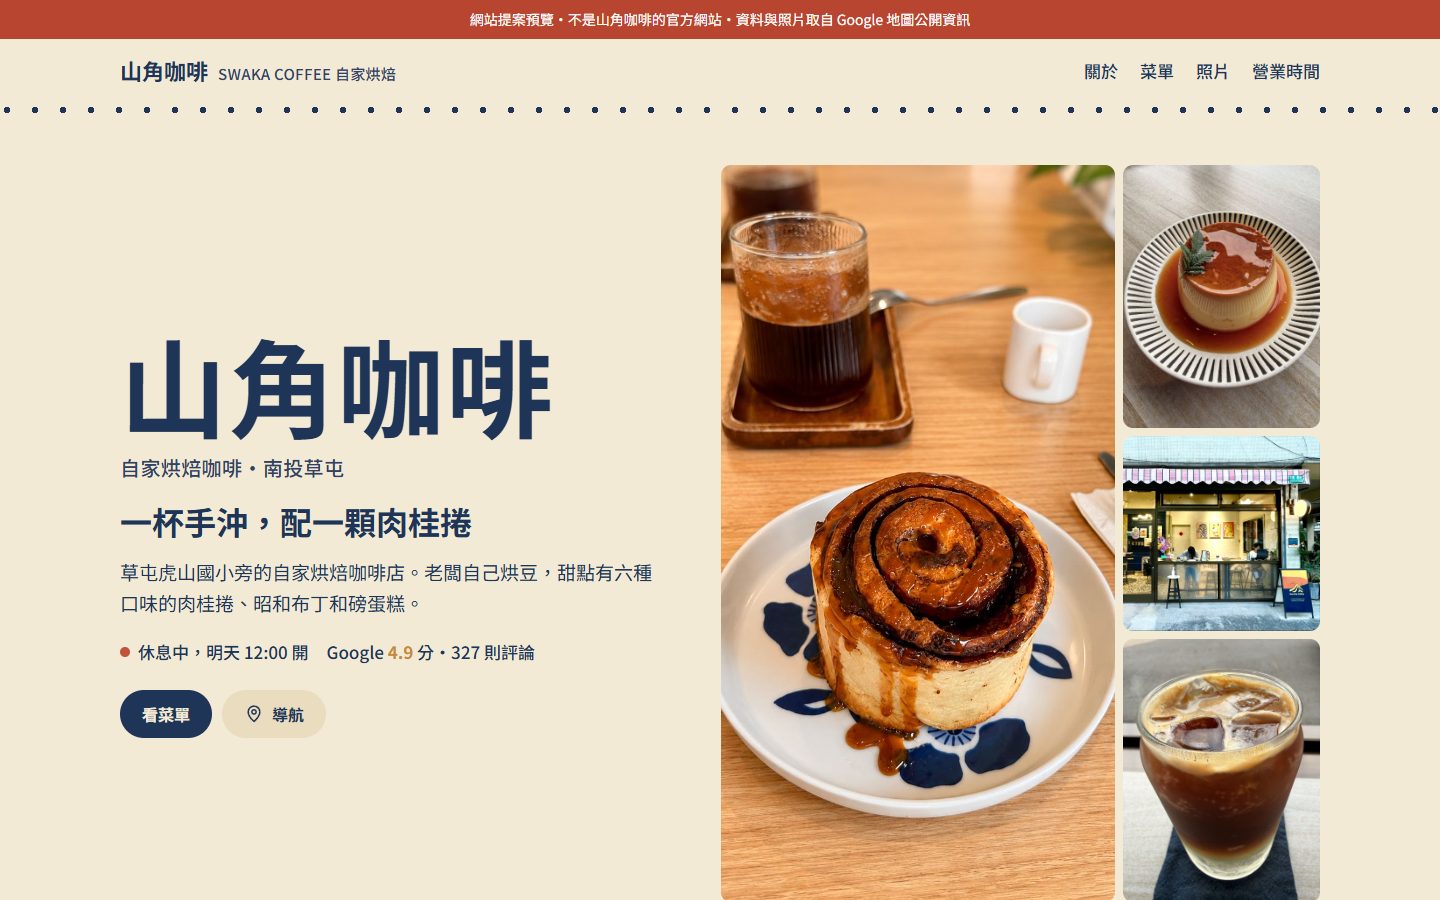 網站提案預覽・不是山角咖啡的官方網站・資料與照片取自 Google 地圖公開資訊
山角咖啡 SWAKA COFFEE 自家烘焙
關於 菜單 照片 營業時間
山角咖啡
自家烘焙咖啡・南投草屯
一杯手沖，配一顆肉桂捲
草屯虎山國小旁的自家烘焙咖啡店。老闆自己烘豆，甜點有六種
口味的肉桂捲、昭和布丁和磅蛋糕。
休息中，明天 12:00 開 Google 4.9 分・327 則評論
看菜單 導航